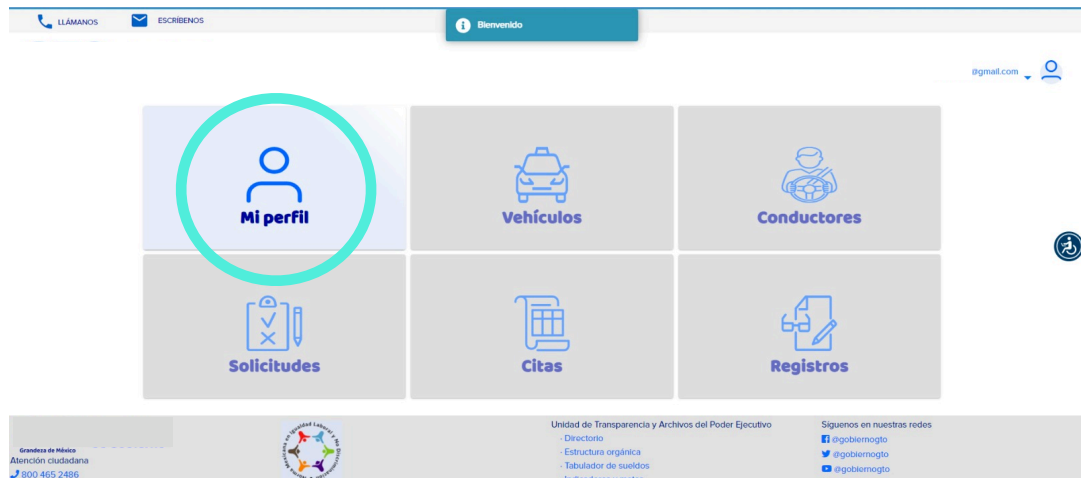 LLÁMANOS
ESCRÍBENOS
Bienvenido
@gmail.com
Mi perfil
Vehículos
Conductores
Solicitudes
Citas
Registros
Grandeza de México
Atención ciudadana
800 465 2486
Unidad de Transparencia y Archivos del Poder Ejecutivo
- Directorio
- Estructura orgánica
- Tabulador de sueldos
Síguenos en nuestras redes
@gobiernogto
@gobiernogto
@gobiernogto